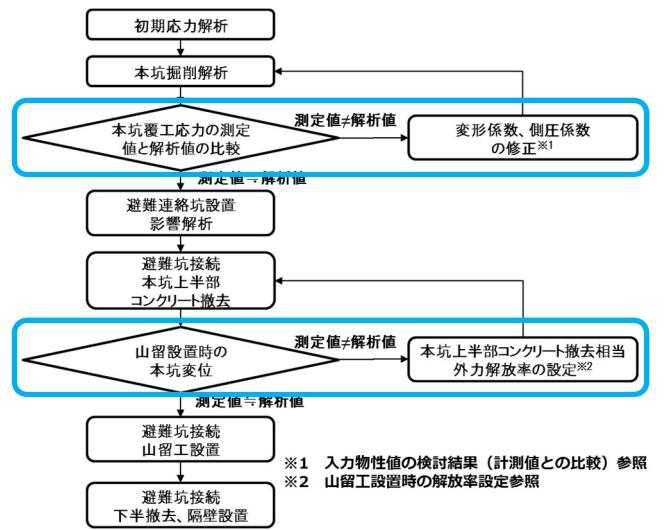 初期応力解析
本坑掘削解析
本坑覆工応力の測定
値と解析値の比較
測定値≠解析値
変形係数、側圧係数
の修正※1
測定値≒解析値
避難連絡坑設置
影響解析
避難坑接続
本坑上半部
コンクリート撤去
山留設置時の
本坑変位
測定値≠解析値
本坑上半部コンクリート撤去相当
外力解放率の設定※2
測定値≒解析値
避難坑接続
山留工設置
避難坑接続
下半撤去、隔壁設置
※1 入力物性値の検討結果（計測値との比較）参照
※2 山留工設置時の解放率設定参照